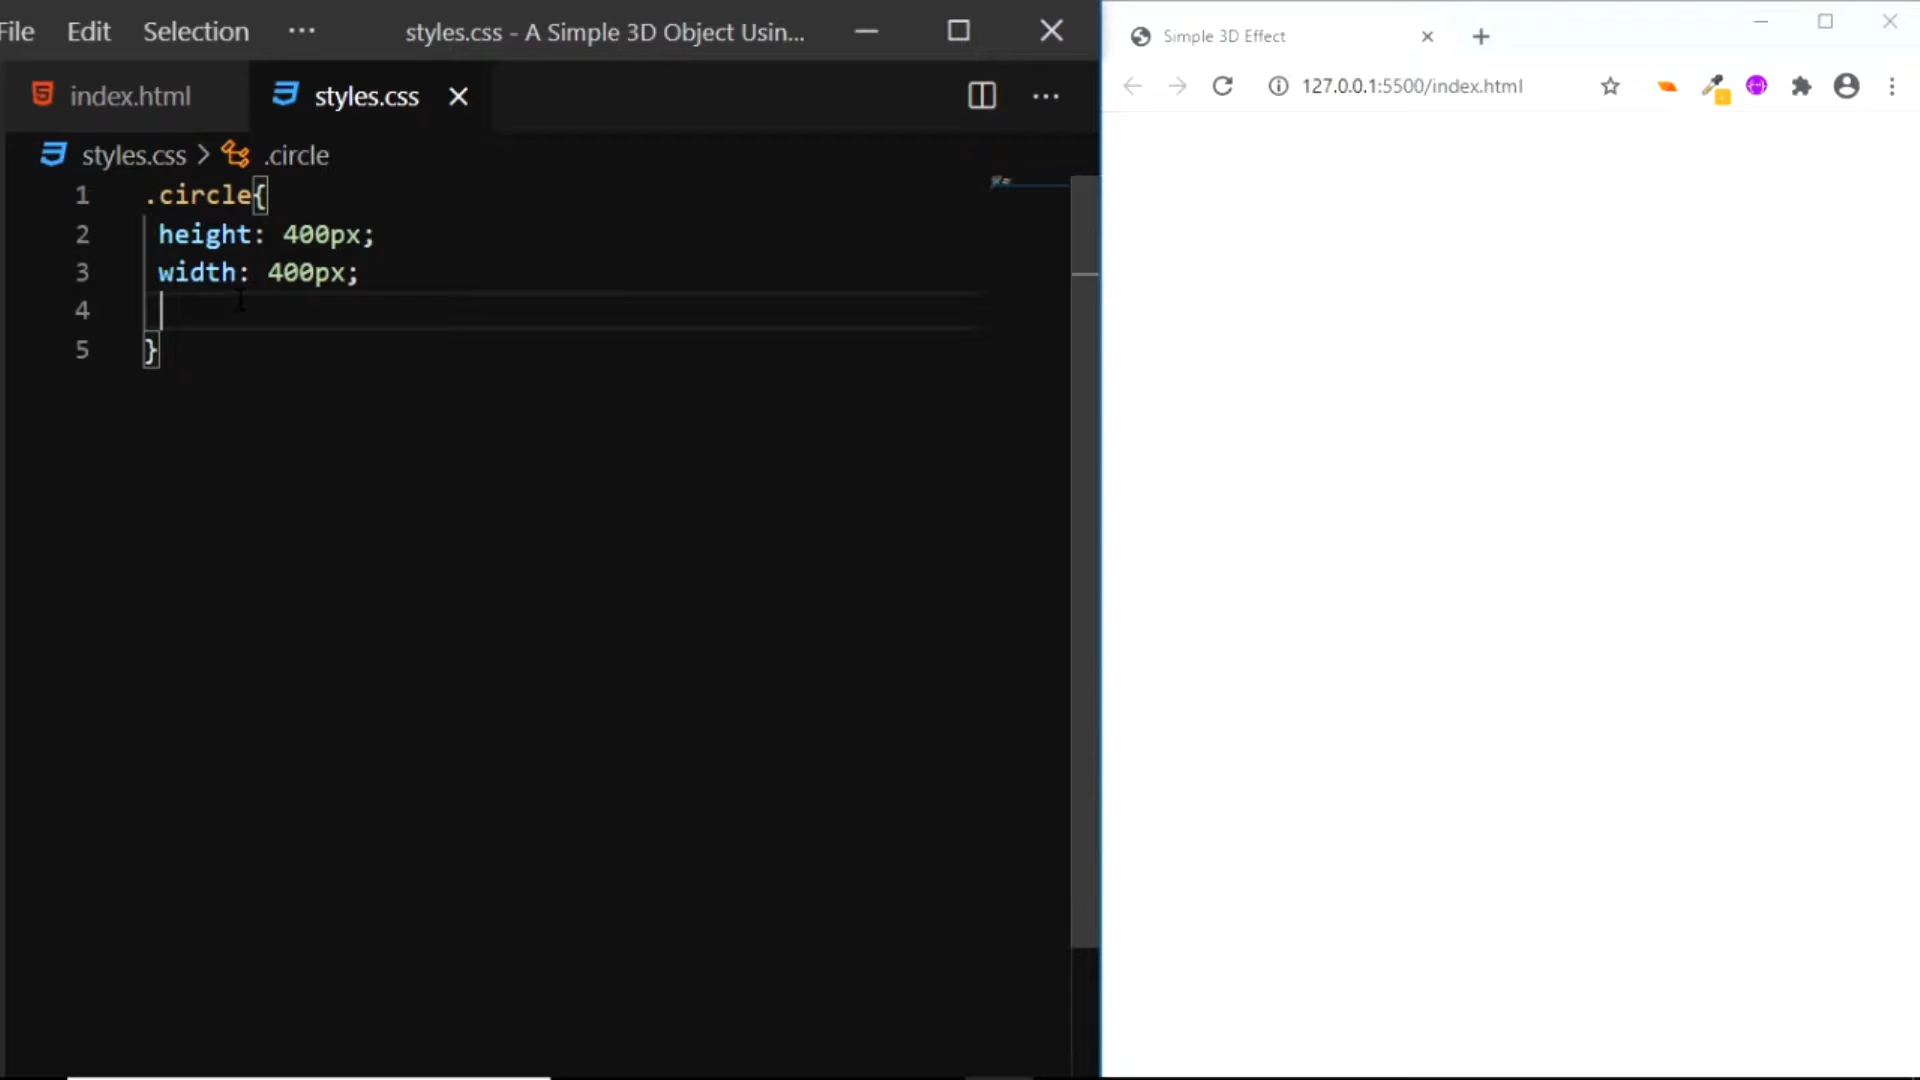 File Edit Selection ··· styles.css - A Simple 3D Object Usin...
index.html styles.css
styles.css > .circle
1 .circle{
2 height: 400px;
3 width: 400px;
4
5 }
Simple 3D Effect
127.0.0.1:5500/index.html